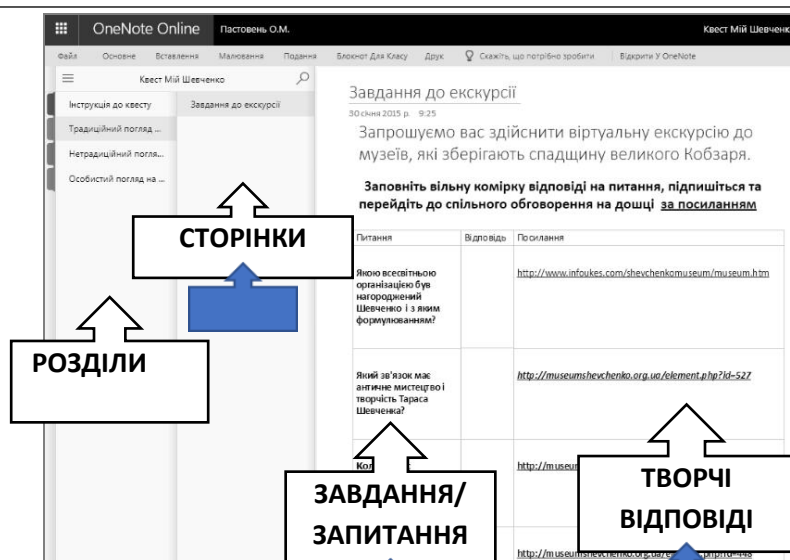 OneNote Online Пастовень О.М. Квест Мій Шевченк
Файл Основне Вставлення Малювання Подання Блокнот Для Класу Друк Скажіть, що потрібно зробити Відкрити У OneNote
Квест Мій Шевченко
Інструкція до квесту
Традиційний погляд ...
Нетрадиційний погля...
Особистий погляд на ...
Завдання до екскурсії
Завдання до екскурсії
30 січня 2015 р. 9:25
Запрошуємо вас здійснити віртуальну екскурсію до
музеїв, які зберігають спадщину великого Кобзаря.
Заповніть вільну комірку відповіді на питання, підпишіться та
перейдіть до спільного обговорення на дошці за посиланням
Питання Відповідь Посилання
Якою всесвітньою
організацією був
нагороджений
Шевченко і з яким
формулюванням?
http://www.infoukes.com/shevchenkomuseum/museum.htm
Який зв'язок має
античне мистецтво і
творчість Тараса
Шевченка?
http://museumshevchenko.org.ua/element.php?id=527
http://museu
СТОРІНКИ
РОЗДІЛИ
ЗАВДАННЯ/
ЗАПИТАННЯ
ТВОРЧІ
ВІДПОВІДІ